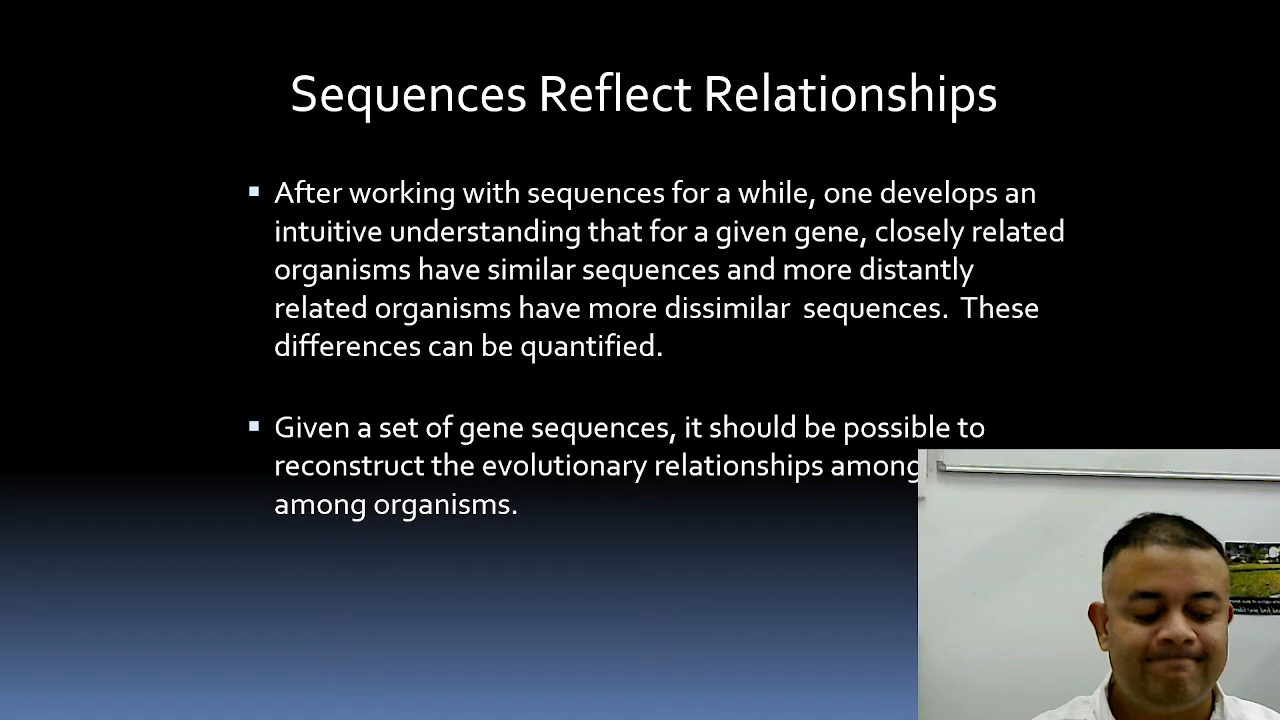 Sequences Reflect Relationships
▪ After working with sequences for a while, one develops an
intuitive understanding that for a given gene, closely related
organisms have similar sequences and more distantly
related organisms have more dissimilar  sequences.  These
differences can be quantified.
▪ Given a set of gene sequences, it should be possible to
reconstruct the evolutionary relationships among
among organisms.